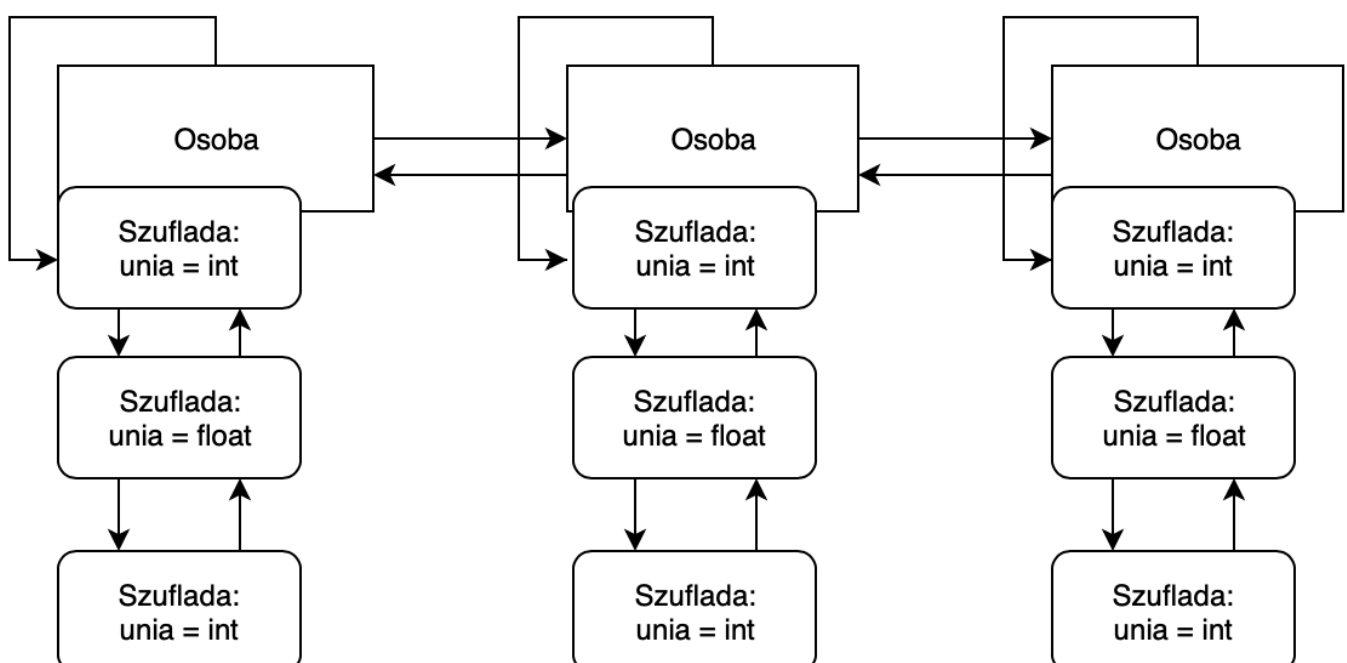 Osoba
Osoba
Osoba
Szuflada:
unia = int
Szuflada:
unia = int
Szuflada:
unia = int
Szuflada:
unia = float
Szuflada:
unia = float
Szuflada:
unia = float
Szuflada:
unia = int
Szuflada:
unia = int
Szuflada:
unia = int